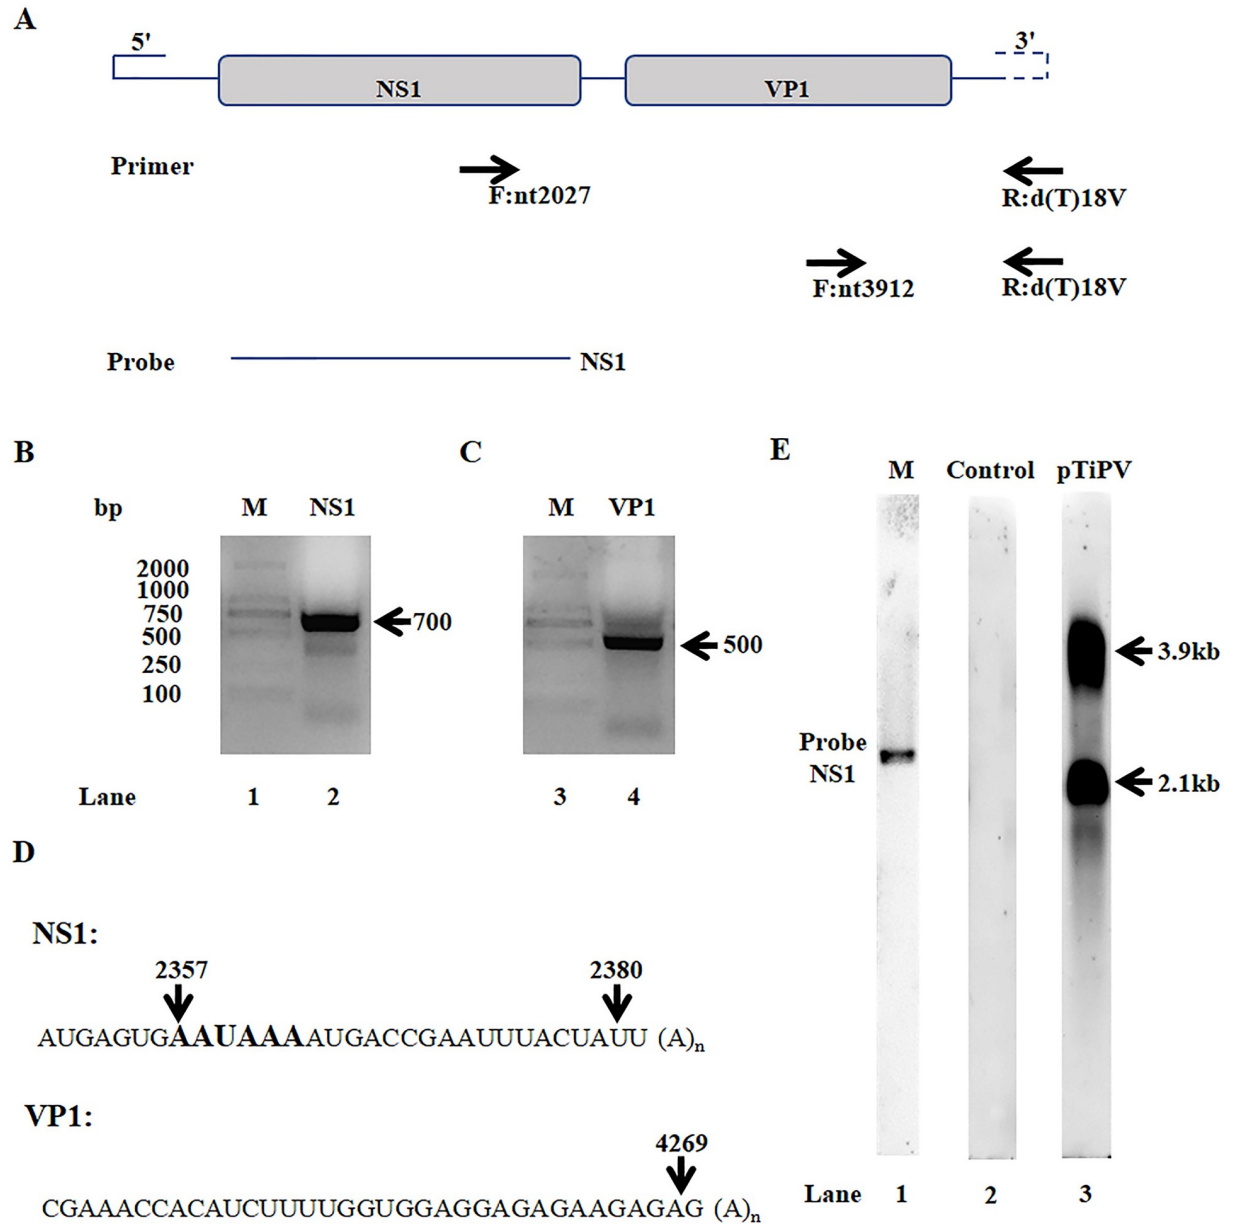 A
5' 3'
NS1 VP1
Primer
F:nt2027 R:d(T)18V
F:nt3912 R:d(T)18V
Probe NS1
B C E
M Control pTiPV
bp M NS1 M VP1
2000
1000
750
500
250
100
700
500
3.9kb
Probe
NS1
2.1kb
Lane 1 2 3 4
D
NS1:
2357 2380
AUGAGUGAAUAAAAUGACCGAAUUUACUAUU (A)n
VP1:
4269
CGAAACCACAUCUUUUGGUGGAGGAGAGAAGAGAG (A)n
Lane 1 2 3